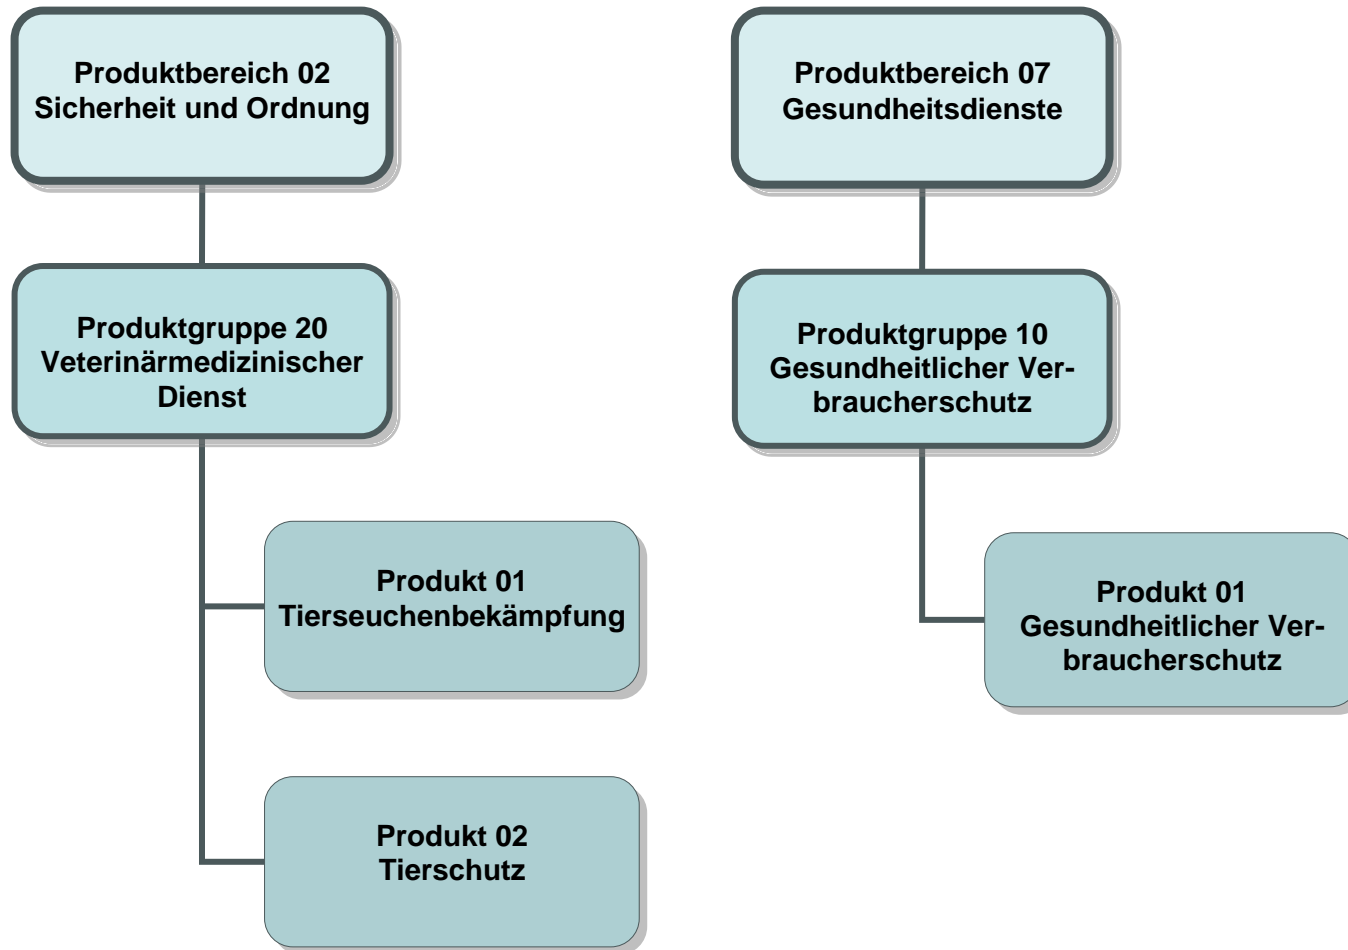 Produktbereich 02
Sicherheit und Ordnung
Produktgruppe 20
Veterinärmedizinischer
Dienst
Produkt 01
Tierseuchenbekämpfung
Produkt 02
Tierschutz
Produktbereich 07
Gesundheitsdienste
Produktgruppe 10
Gesundheitlicher Ver-
braucherschutz
Produkt 01
Gesundheitlicher Ver-
braucherschutz